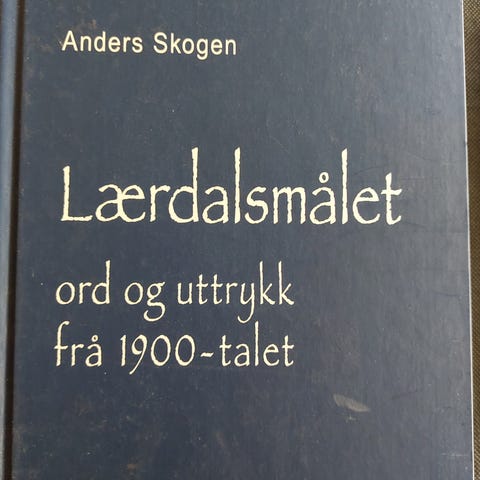 Anders Skogen
Lærdalsmålet
ord og uttrykk
frå 1900-talet